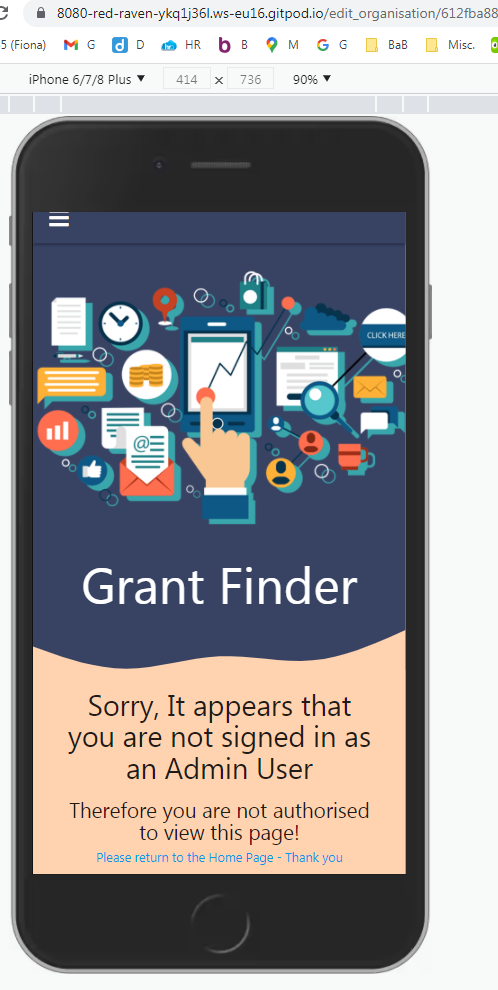 8080-red-raven-ykq1j36l.ws-eu16.gitpod.io/edit_organisation/612fba88
5 (Fiona) G D HR B M G BaB Misc.
iPhone 6/7/8 Plus ▼ 414 × 736 90% ▼
CLICK HERE
@
Grant Finder
Sorry, It appears that
you are not signed in as
an Admin User
Therefore you are not authorised
to view this page!
Please return to the Home Page - Thank you